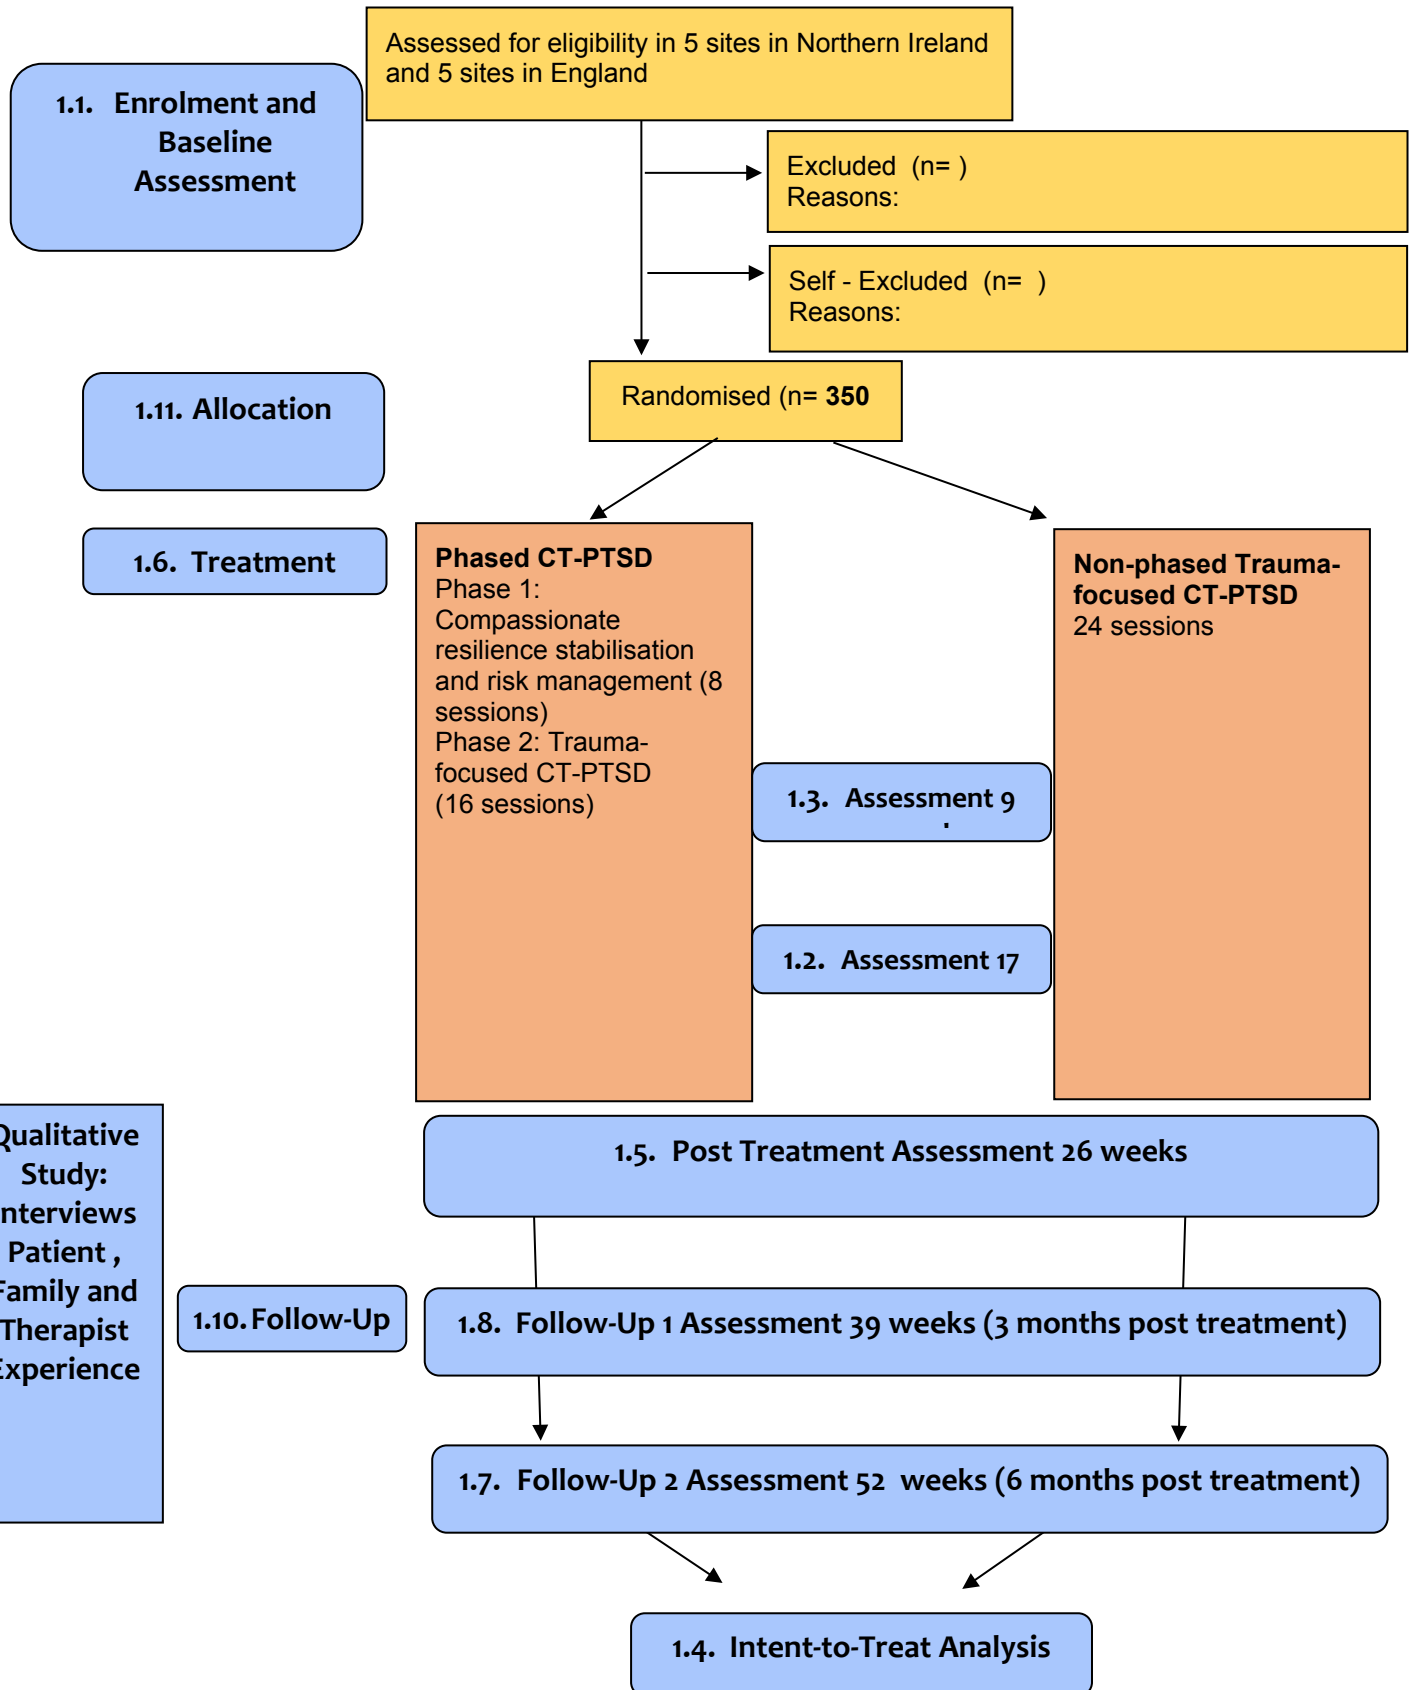 Assessed for eligibility in 5 sites in Northern Ireland
and 5 sites in England
1.1. Enrolment and
Baseline
Assessment
Excluded (n= )
Reasons:
Self - Excluded (n= )
Reasons:
Randomised (n= 350
1.11. Allocation
1.6. Treatment
Phased CT-PTSD
Phase 1:
Compassionate
resilience stabilisation
and risk management (8
sessions)
Phase 2: Trauma-
focused CT-PTSD
(16 sessions)
Non-phased Trauma-
focused CT-PTSD
24 sessions
1.3. Assessment 9
1.2. Assessment 17
1.5. Post Treatment Assessment 26 weeks
Qualitative
Study:
nterviews
Patient ,
Family and
Therapist
Experience
1.10. Follow-Up
1.8. Follow-Up 1 Assessment 39 weeks (3 months post treatment)
1.7. Follow-Up 2 Assessment 52 weeks (6 months post treatment)
1.4. Intent-to-Treat Analysis